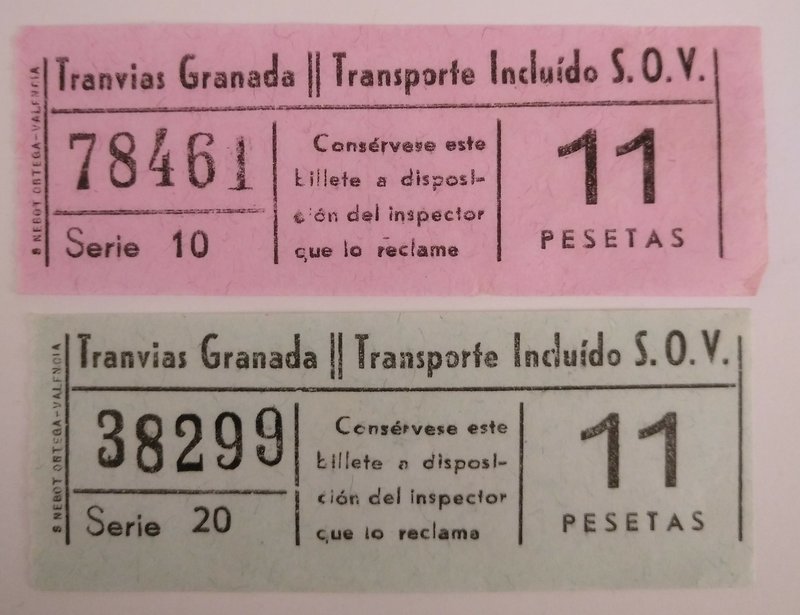 Tranvias Granada || Transporte Incluído S.O.V.
78461
Serie 10
Consérvese este
billete a disposi-
ción del inspector
que lo reclame
11
PESETAS
S NEBOT ORTEGA-VALENCIA
Tranvias Granada || Transporte Incluído S.O.V.
38299
Serie 20
Consérvese este
billete a disposi-
ción del inspector
que lo reclama
11
PESETAS
S NEBOT ORTEGA-VALENCIA